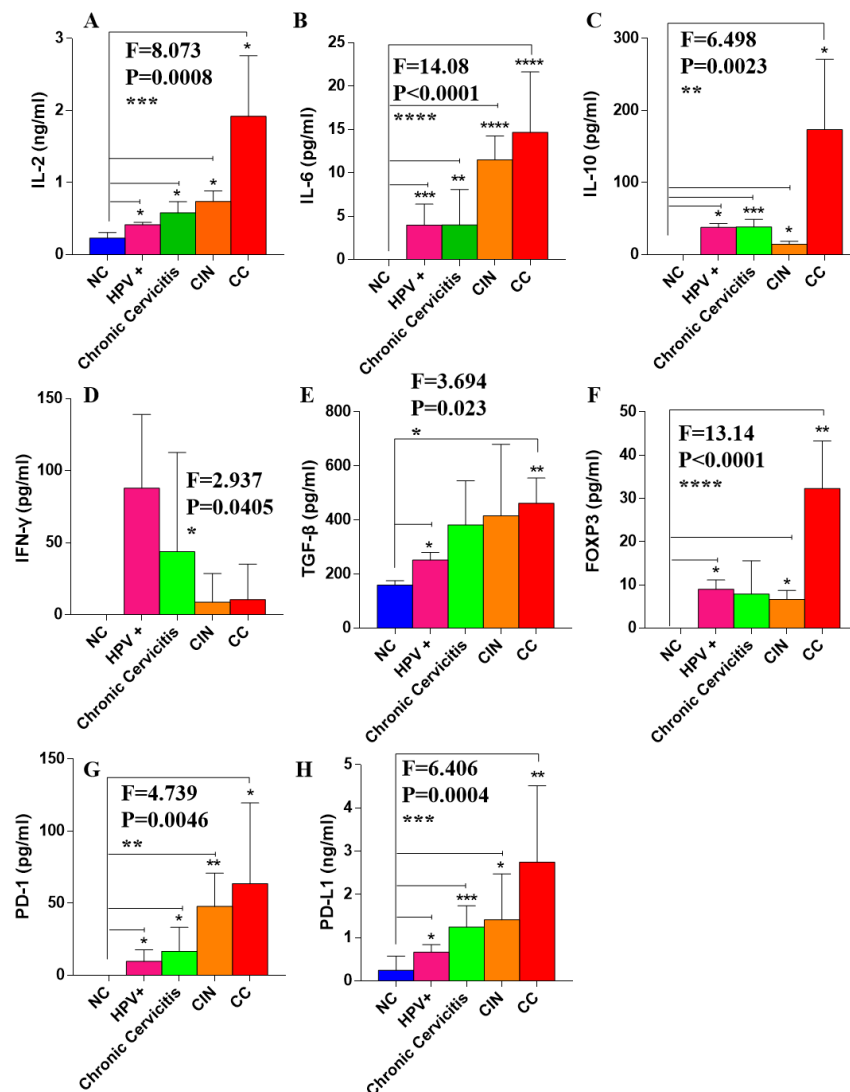 A
F=8.073
P=0.0008
***
*
*
*
*
IL-2 (ng/ml)
3
2
1
0
NC
HPV +
Chronic Cervicitis
CIN
CC
B
F=14.08
P<0.0001
****
****
****
***
**
IL-6 (pg/ml)
25
20
15
10
5
0
NC
HPV +
Chronic Cervicitis
CIN
CC
C
F=6.498
P=0.0023
**
*
*
***
*
IL-10 (pg/ml)
300
200
100
0
NC
HPV +
Chronic Cervicitis
CIN
CC
D
F=2.937
P=0.0405
*
IFN-γ (pg/ml)
150
100
50
0
NC
HPV +
Chronic Cervicitis
CIN
CC
E
F=3.694
P=0.023
*
**
*
TGF-β (pg/ml)
800
600
400
200
0
NC
HPV +
Chronic Cervicitis
CIN
CC
F
F=13.14
P<0.0001
****
**
*
*
FOXP3 (pg/ml)
50
40
30
20
10
0
NC
HPV +
Chronic Cervicitis
CIN
CC
G
F=4.739
P=0.0046
**
*
**
*
*
PD-1 (pg/ml)
150
100
50
0
NC
HPV+
Chronic Cervicitis
CIN
CC
H
F=6.406
P=0.0004
***
**
*
***
*
PD-L1 (ng/ml)
5
4
3
2
1
0
NC
HPV+
Chronic Cervicitis
CIN
CC